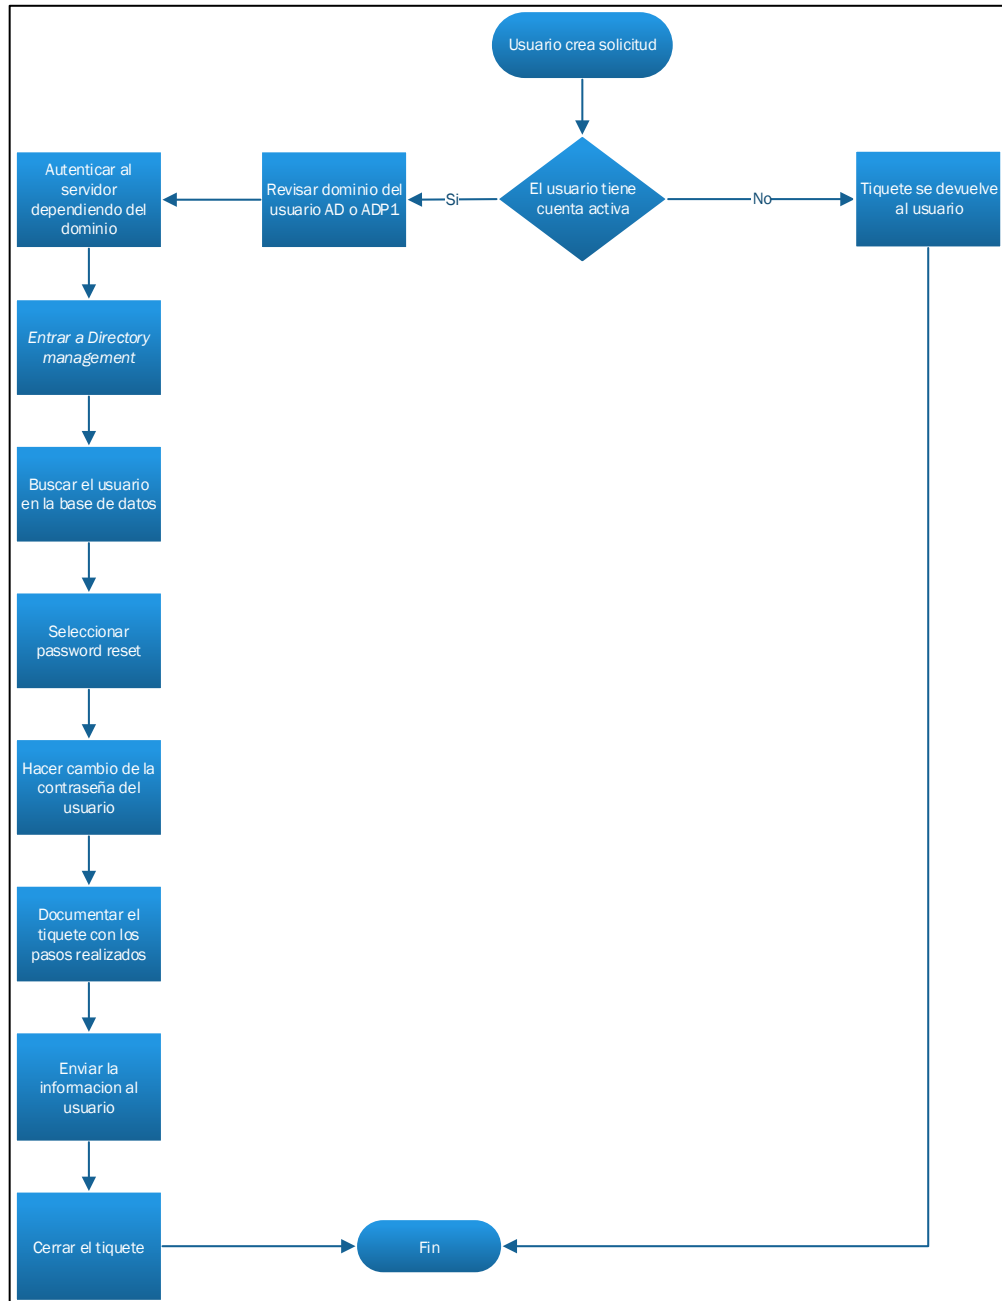 Usuario crea solicitud
El usuario tiene
cuenta activa
Si
No
Revisar dominio del
usuario AD o ADP1
Tiquete se devuelve
al usuario
Autenticar al
servidor
dependiendo del
dominio
Entrar a Directory
management
Buscar el usuario
en la base de datos
Seleccionar
password reset
Hacer cambio de la
contraseña del
usuario
Documentar el
tiquete con los
pasos realizados
Enviar la
informacion al
usuario
Cerrar el tiquete
Fin